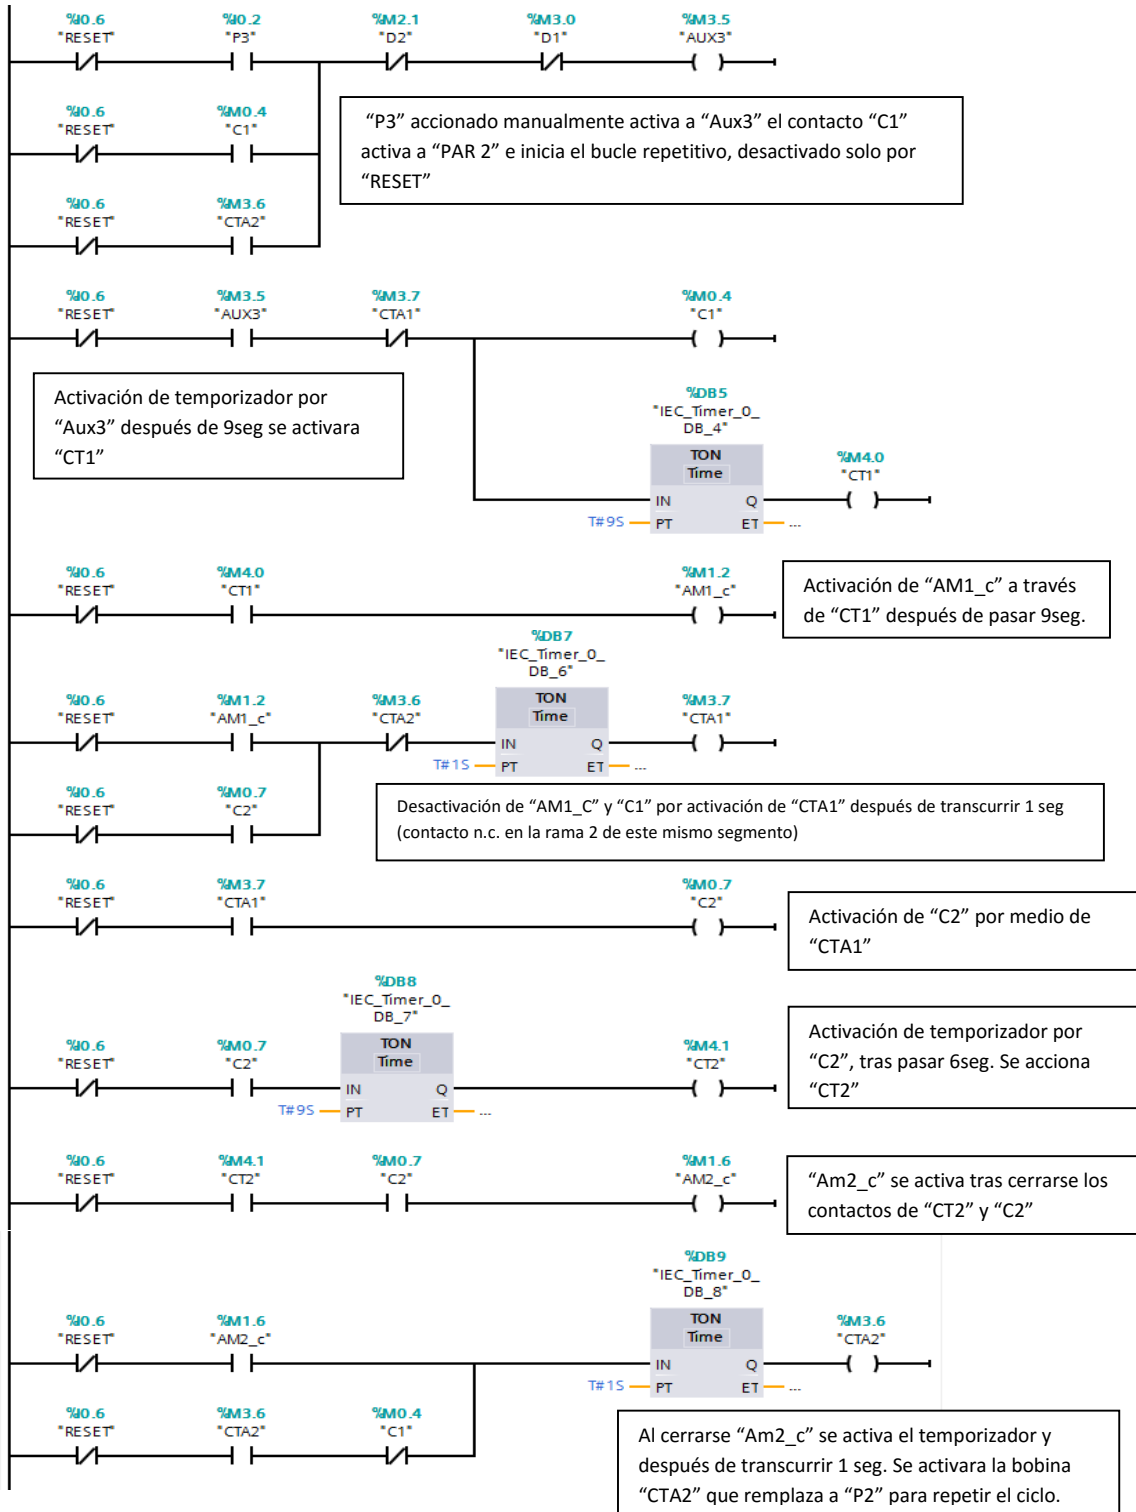 %I0.6 %I0.2 %M2.1 %M3.0 %M3.5
"RESET" "P3" "D2" "D1" "AUX3"
%I0.6 %M0.4
"RESET" "C1"
“P3” accionado manualmente activa a “Aux3” el contacto “C1”
activa a “PAR 2” e inicia el bucle repetitivo, desactivado solo por
“RESET”
%I0.6 %M3.6
"RESET" "CTA2"
%I0.6 %M3.5 %M3.7 %M0.4
"RESET" "AUX3" "CTA1" "C1"
Activación de temporizador por
“Aux3” después de 9seg se activara
“CT1”
%DB5
"IEC_Timer_0_
DB_4"
TON
Time
%M4.0
"CT1"
IN Q
T#9S PT ET ...
%I0.6 %M4.0 %M1.2
"RESET" "CT1" "AM1_c"
Activación de “AM1_c” a través
de “CT1” después de pasar 9seg.
%DB7
"IEC_Timer_0_
DB_6"
%I0.6 %M1.2 %M3.6 TON %M3.7
"RESET" "AM1_c" "CTA2" Time "CTA1"
IN Q
T#1S PT ET ...
%I0.6 %M0.7
"RESET" "C2"
Desactivación de “AM1_C” y “C1” por activación de “CTA1” después de transcurrir 1 seg
(contacto n.c. en la rama 2 de este mismo segmento)
%I0.6 %M3.7 %M0.7
"RESET" "CTA1" "C2"
Activación de “C2” por medio de
“CTA1”
%DB8
"IEC_Timer_0_
DB_7"
%I0.6 %M0.7 TON %M4.1
"RESET" "C2" Time "CT2"
IN Q
T#9S PT ET ...
Activación de temporizador por
“C2”, tras pasar 6seg. Se acciona
“CT2”
%I0.6 %M4.1 %M0.7 %M1.6
"RESET" "CT2" "C2" "AM2_c"
“Am2_c” se activa tras cerrarse los
contactos de “CT2” y “C2”
%DB9
"IEC_Timer_0_
DB_8"
%I0.6 %M1.6 TON %M3.6
"RESET" "AM2_c" Time "CTA2"
IN Q
T#1S PT ET ...
%I0.6 %M3.6 %M0.4
"RESET" "CTA2" "C1"
Al cerrarse “Am2_c” se activa el temporizador y
después de transcurrir 1 seg. Se activara la bobina
“CTA2” que remplaza a “P2” para repetir el ciclo.